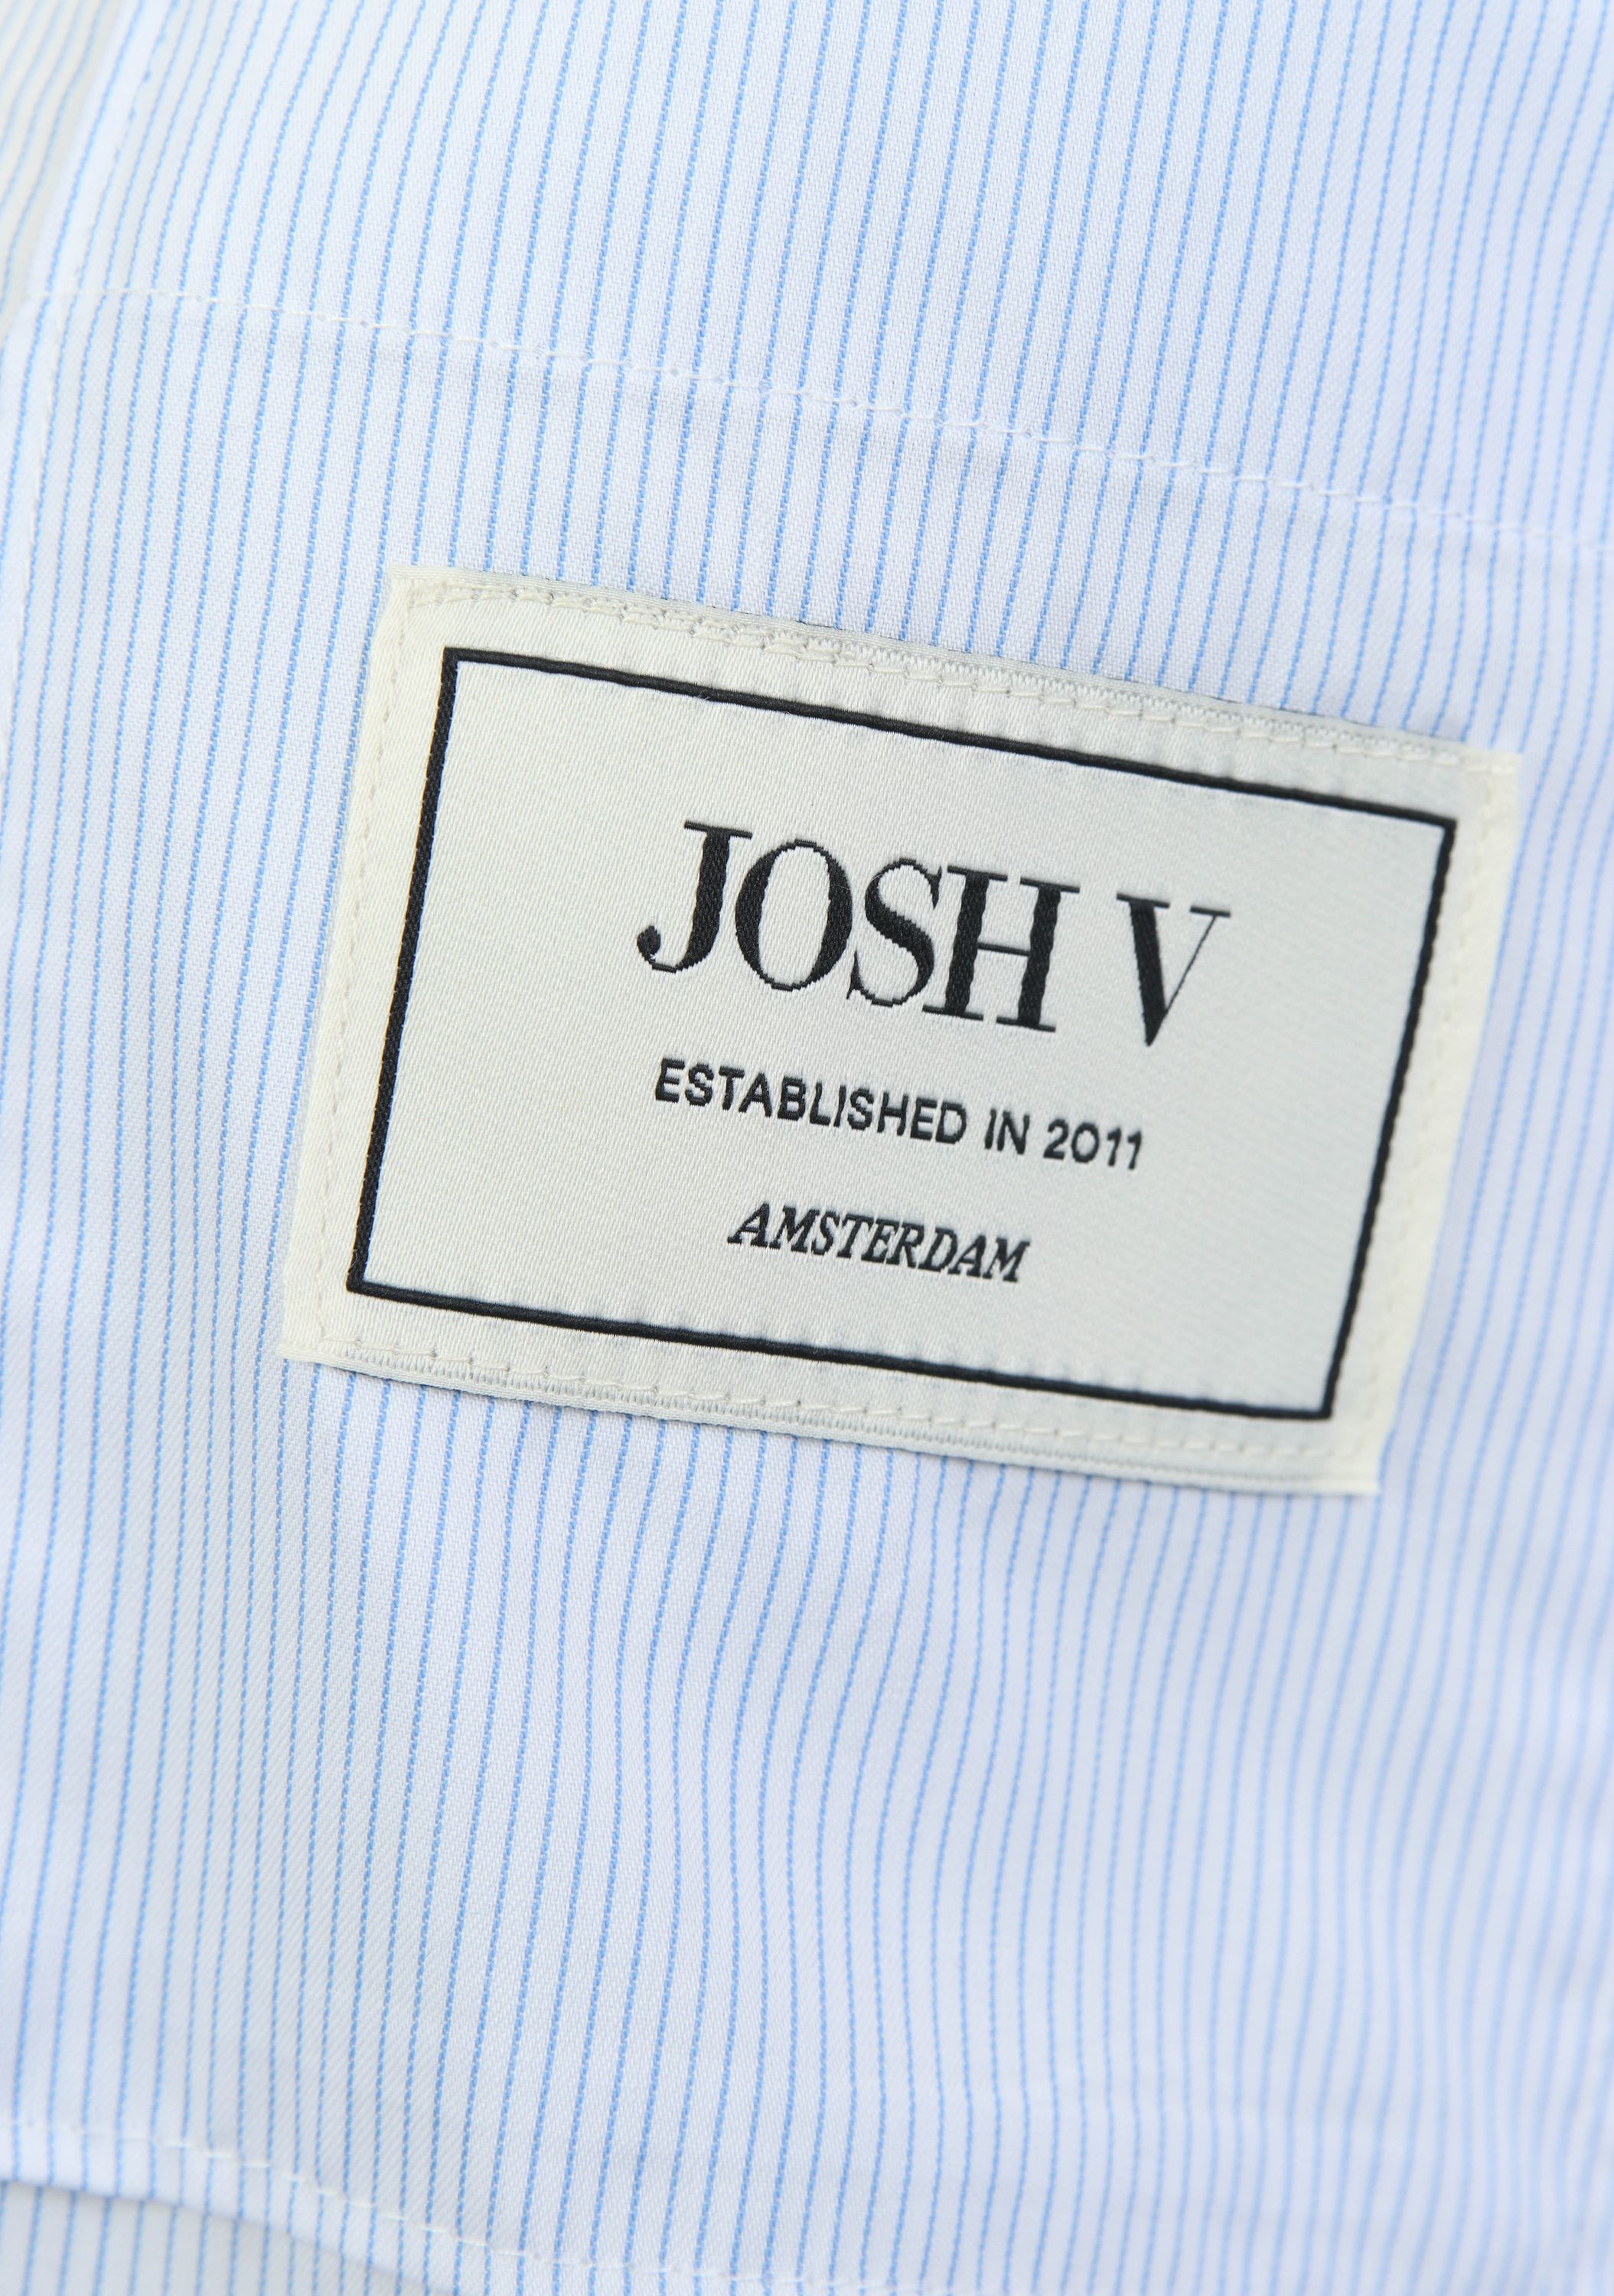 JOSH V
ESTABLISHED IN 2011
AMSTERDAM